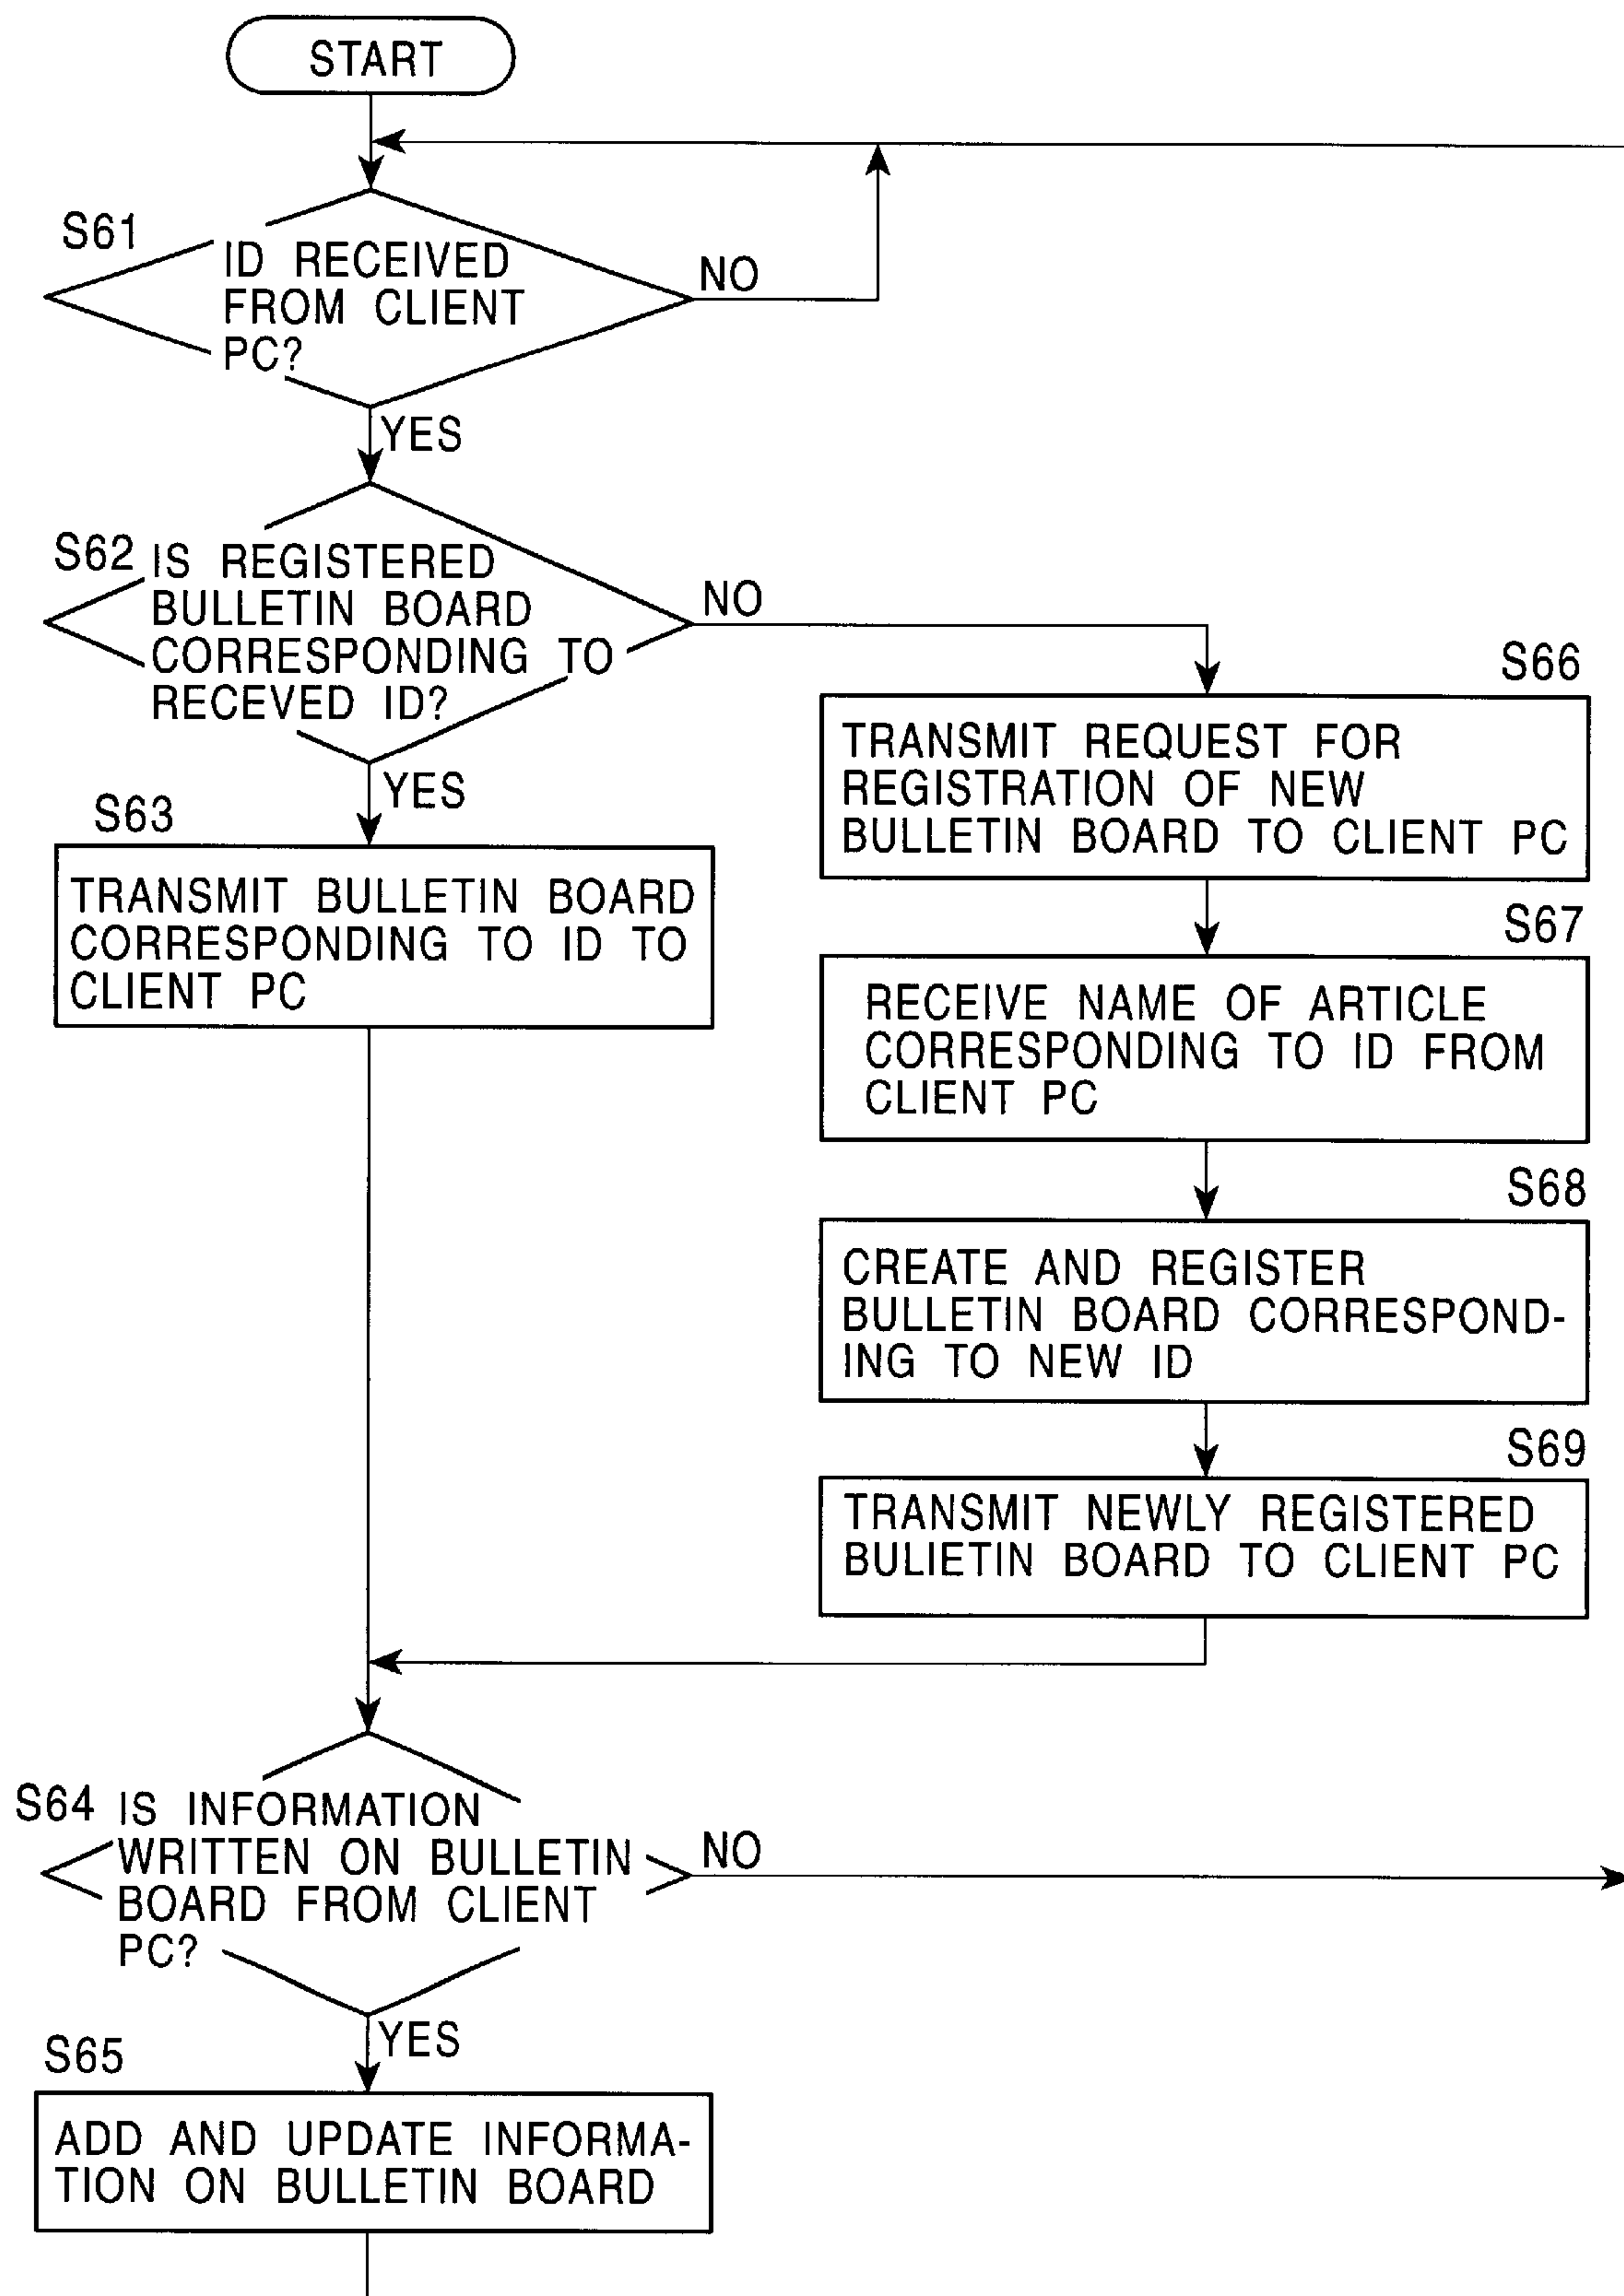 START
S61
ID RECEIVED
FROM CLIENT
PC?
NO
YES
S62
IS REGISTERED
BULLETIN BOARD
CORRESPONDING TO
RECEVED ID?
NO
YES
S63
TRANSMIT BULLETIN BOARD
CORRESPONDING TO ID TO
CLIENT PC
S66
TRANSMIT REQUEST FOR
REGISTRATION OF NEW
BULLETIN BOARD TO CLIENT PC
S67
RECEIVE NAME OF ARTICLE
CORRESPONDING TO ID FROM
CLIENT PC
S68
CREATE AND REGISTER
BULLETIN BOARD CORRESPOND-
ING TO NEW ID
S69
TRANSMIT NEWLY REGISTERED
BULIETIN BOARD TO CLIENT PC
S64
IS INFORMATION
WRITTEN ON BULLETIN
BOARD FROM CLIENT
PC?
NO
YES
S65
ADD AND UPDATE INFORMA-
TION ON BULLETIN BOARD